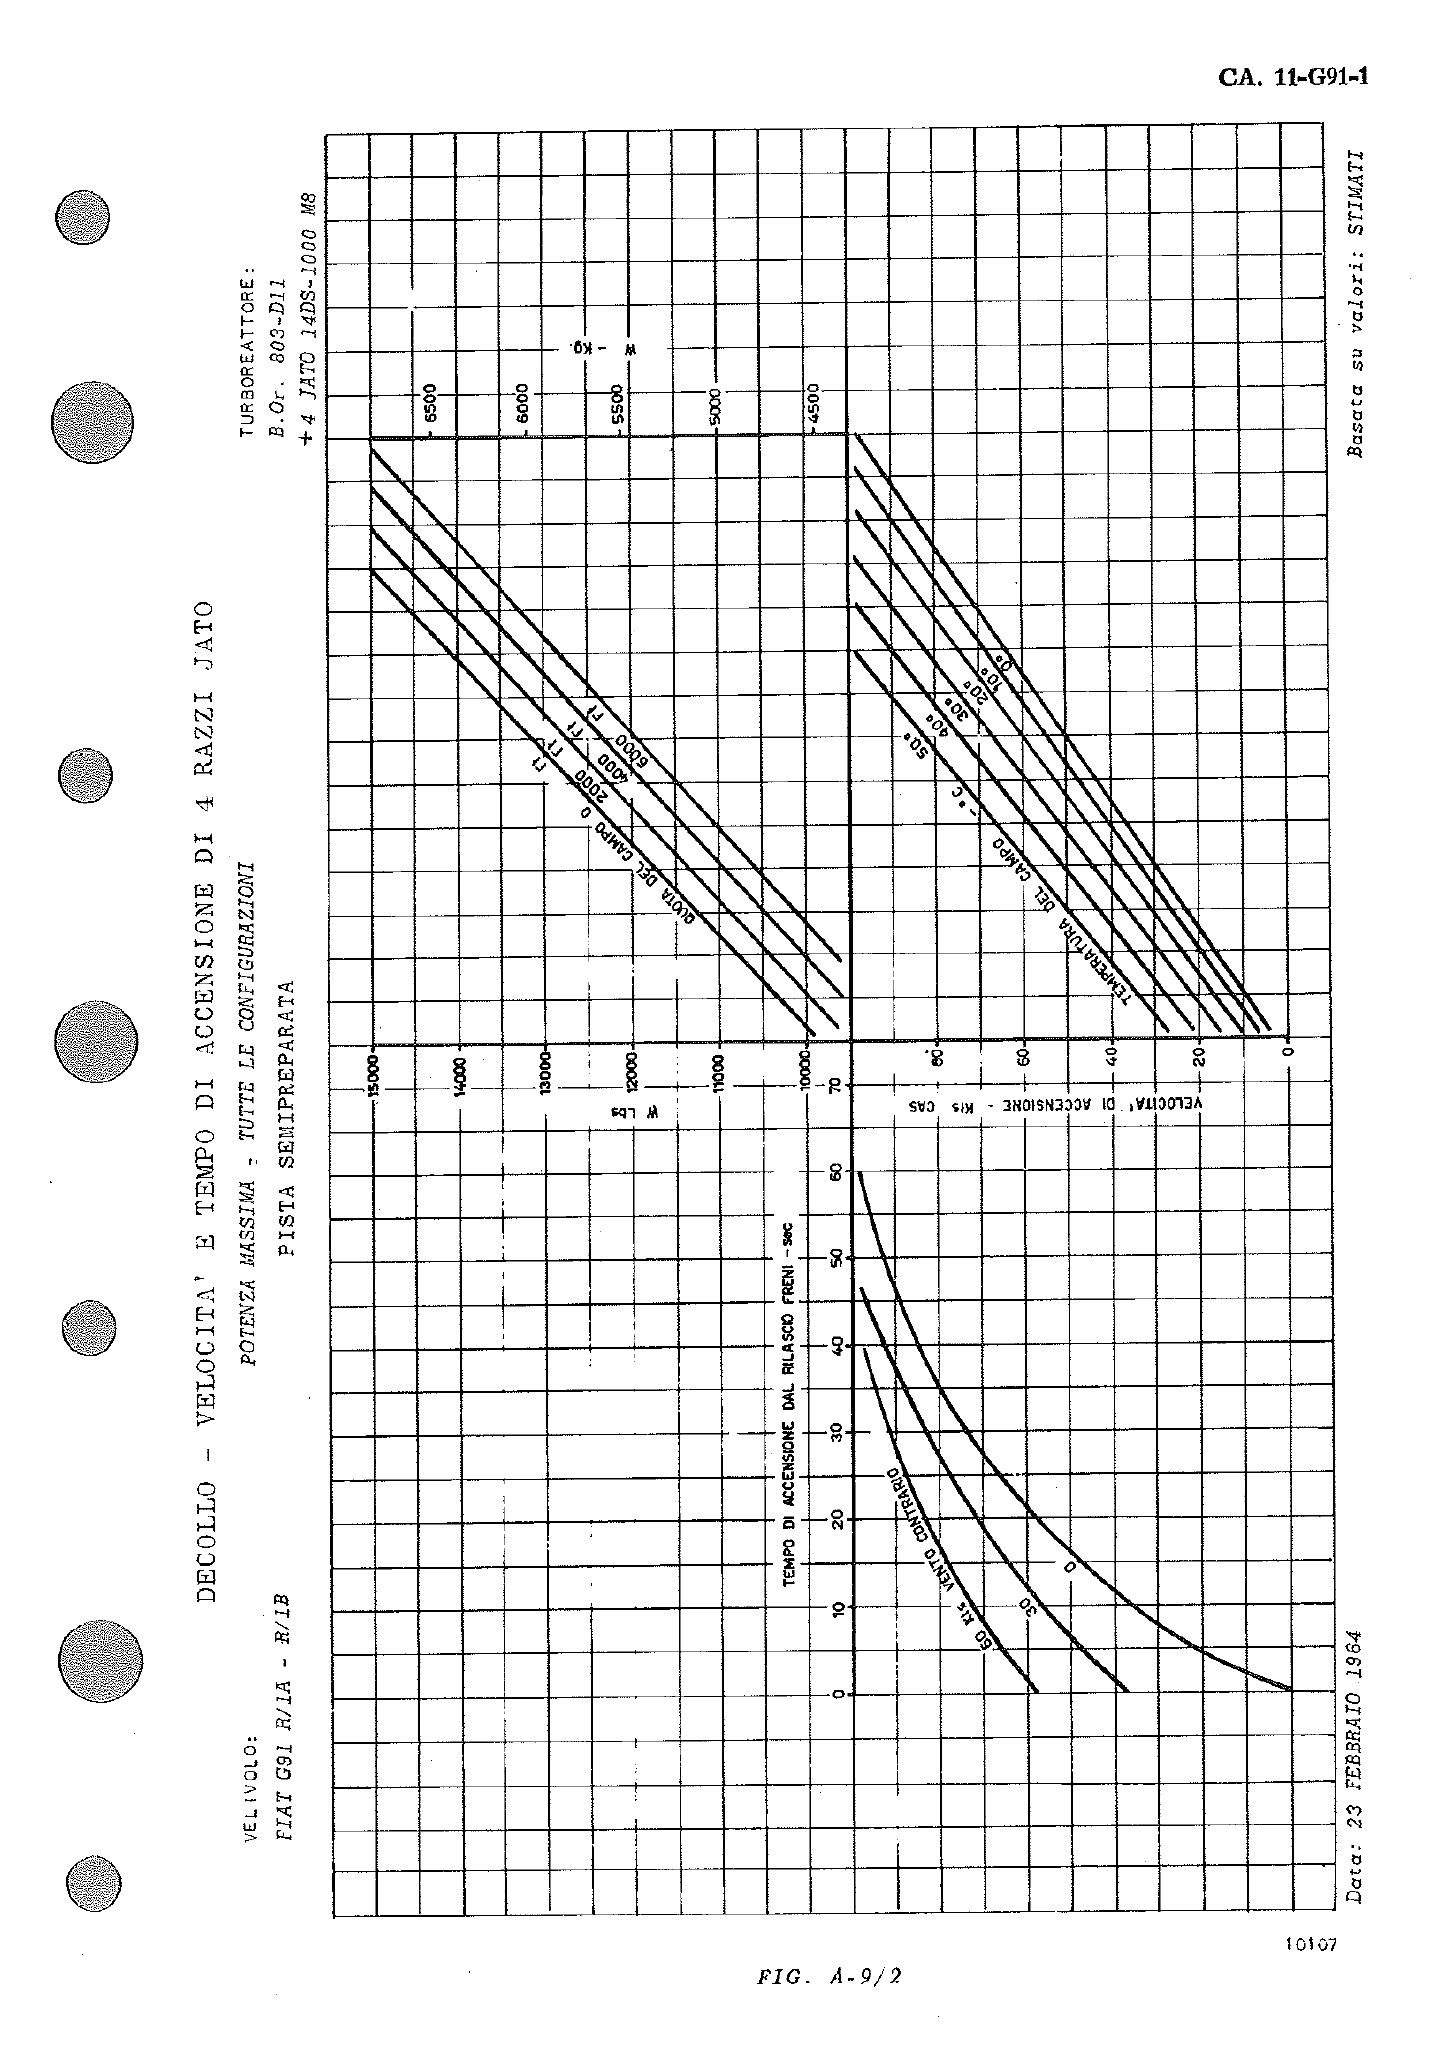 CA. 11-G91-1
DECOLLO - VELOCITA' E TEMPO DI ACCENSIONE DI 4 RAZZI JATO
POTENZA MASSIMA - TUTTE LE CONFIGURAZIONI
PISTA SEMIPREPARATA
VELIVOLO:
FIAT G91 R/1A - R/1B
TURBOREATTORE:
B.Or. 803-D11
+ 4 JATO 14DS-1000 M8
W - Kg.
6500
6000
5500
5000
4500
15000
14000
13000
12000
11000
10000
W Lbs
QUOTA DEL CAMPO 0 ft
2000 ft
4000 ft
6000 ft
TEMPERATURA DEL CAMPO - °C
50°
40°
30°
20°
10°
0°
VELOCITA' DI ACCENSIONE - Kts CAS
80
60
40
20
0
TEMPO DI ACCENSIONE DAL RILASCIO FRENI - sec
0
10
20
30
40
50
60
70
60 Kts VENTO CONTRARIO
30
0
Data: 23 FEBBRAIO 1964
Basata su valori: STIMATI
10107
FIG. A-9/2